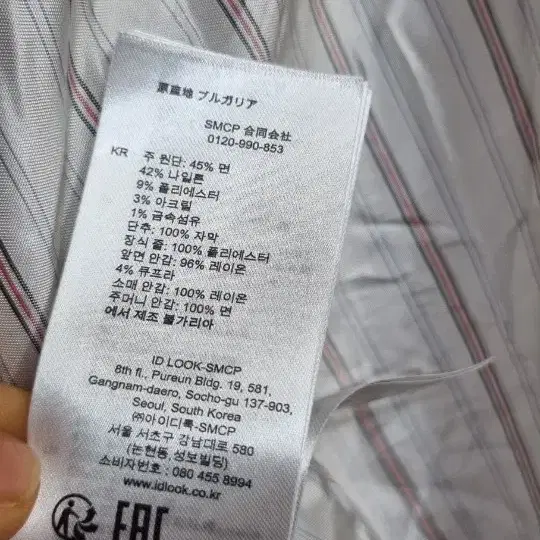 原産地 ブルガリア
SMCP 合同会社
0120-990-853
KR 주 원단: 45% 면
42% 나일론
9% 폴리에스터
3% 아크릴
1% 금속섬유
단추: 100% 자막
장식 줄: 100% 폴리에스터
앞면 안감: 96% 레이온
4% 큐프라
소매 안감: 100% 레이온
주머니 안감: 100% 면
에서 제조 불가리아
ID LOOK-SMCP
8th fl., Pureun Bldg. 19, 581,
Gangnam-daero, Socho-gu 137-903,
Seoul, South Korea
㈜아이디룩-SMCP
서울 서초구 강남대로 580
(논현동, 성보빌딩)
소비자번호 : 080 455 8994
www.idlook.co.kr
EAC